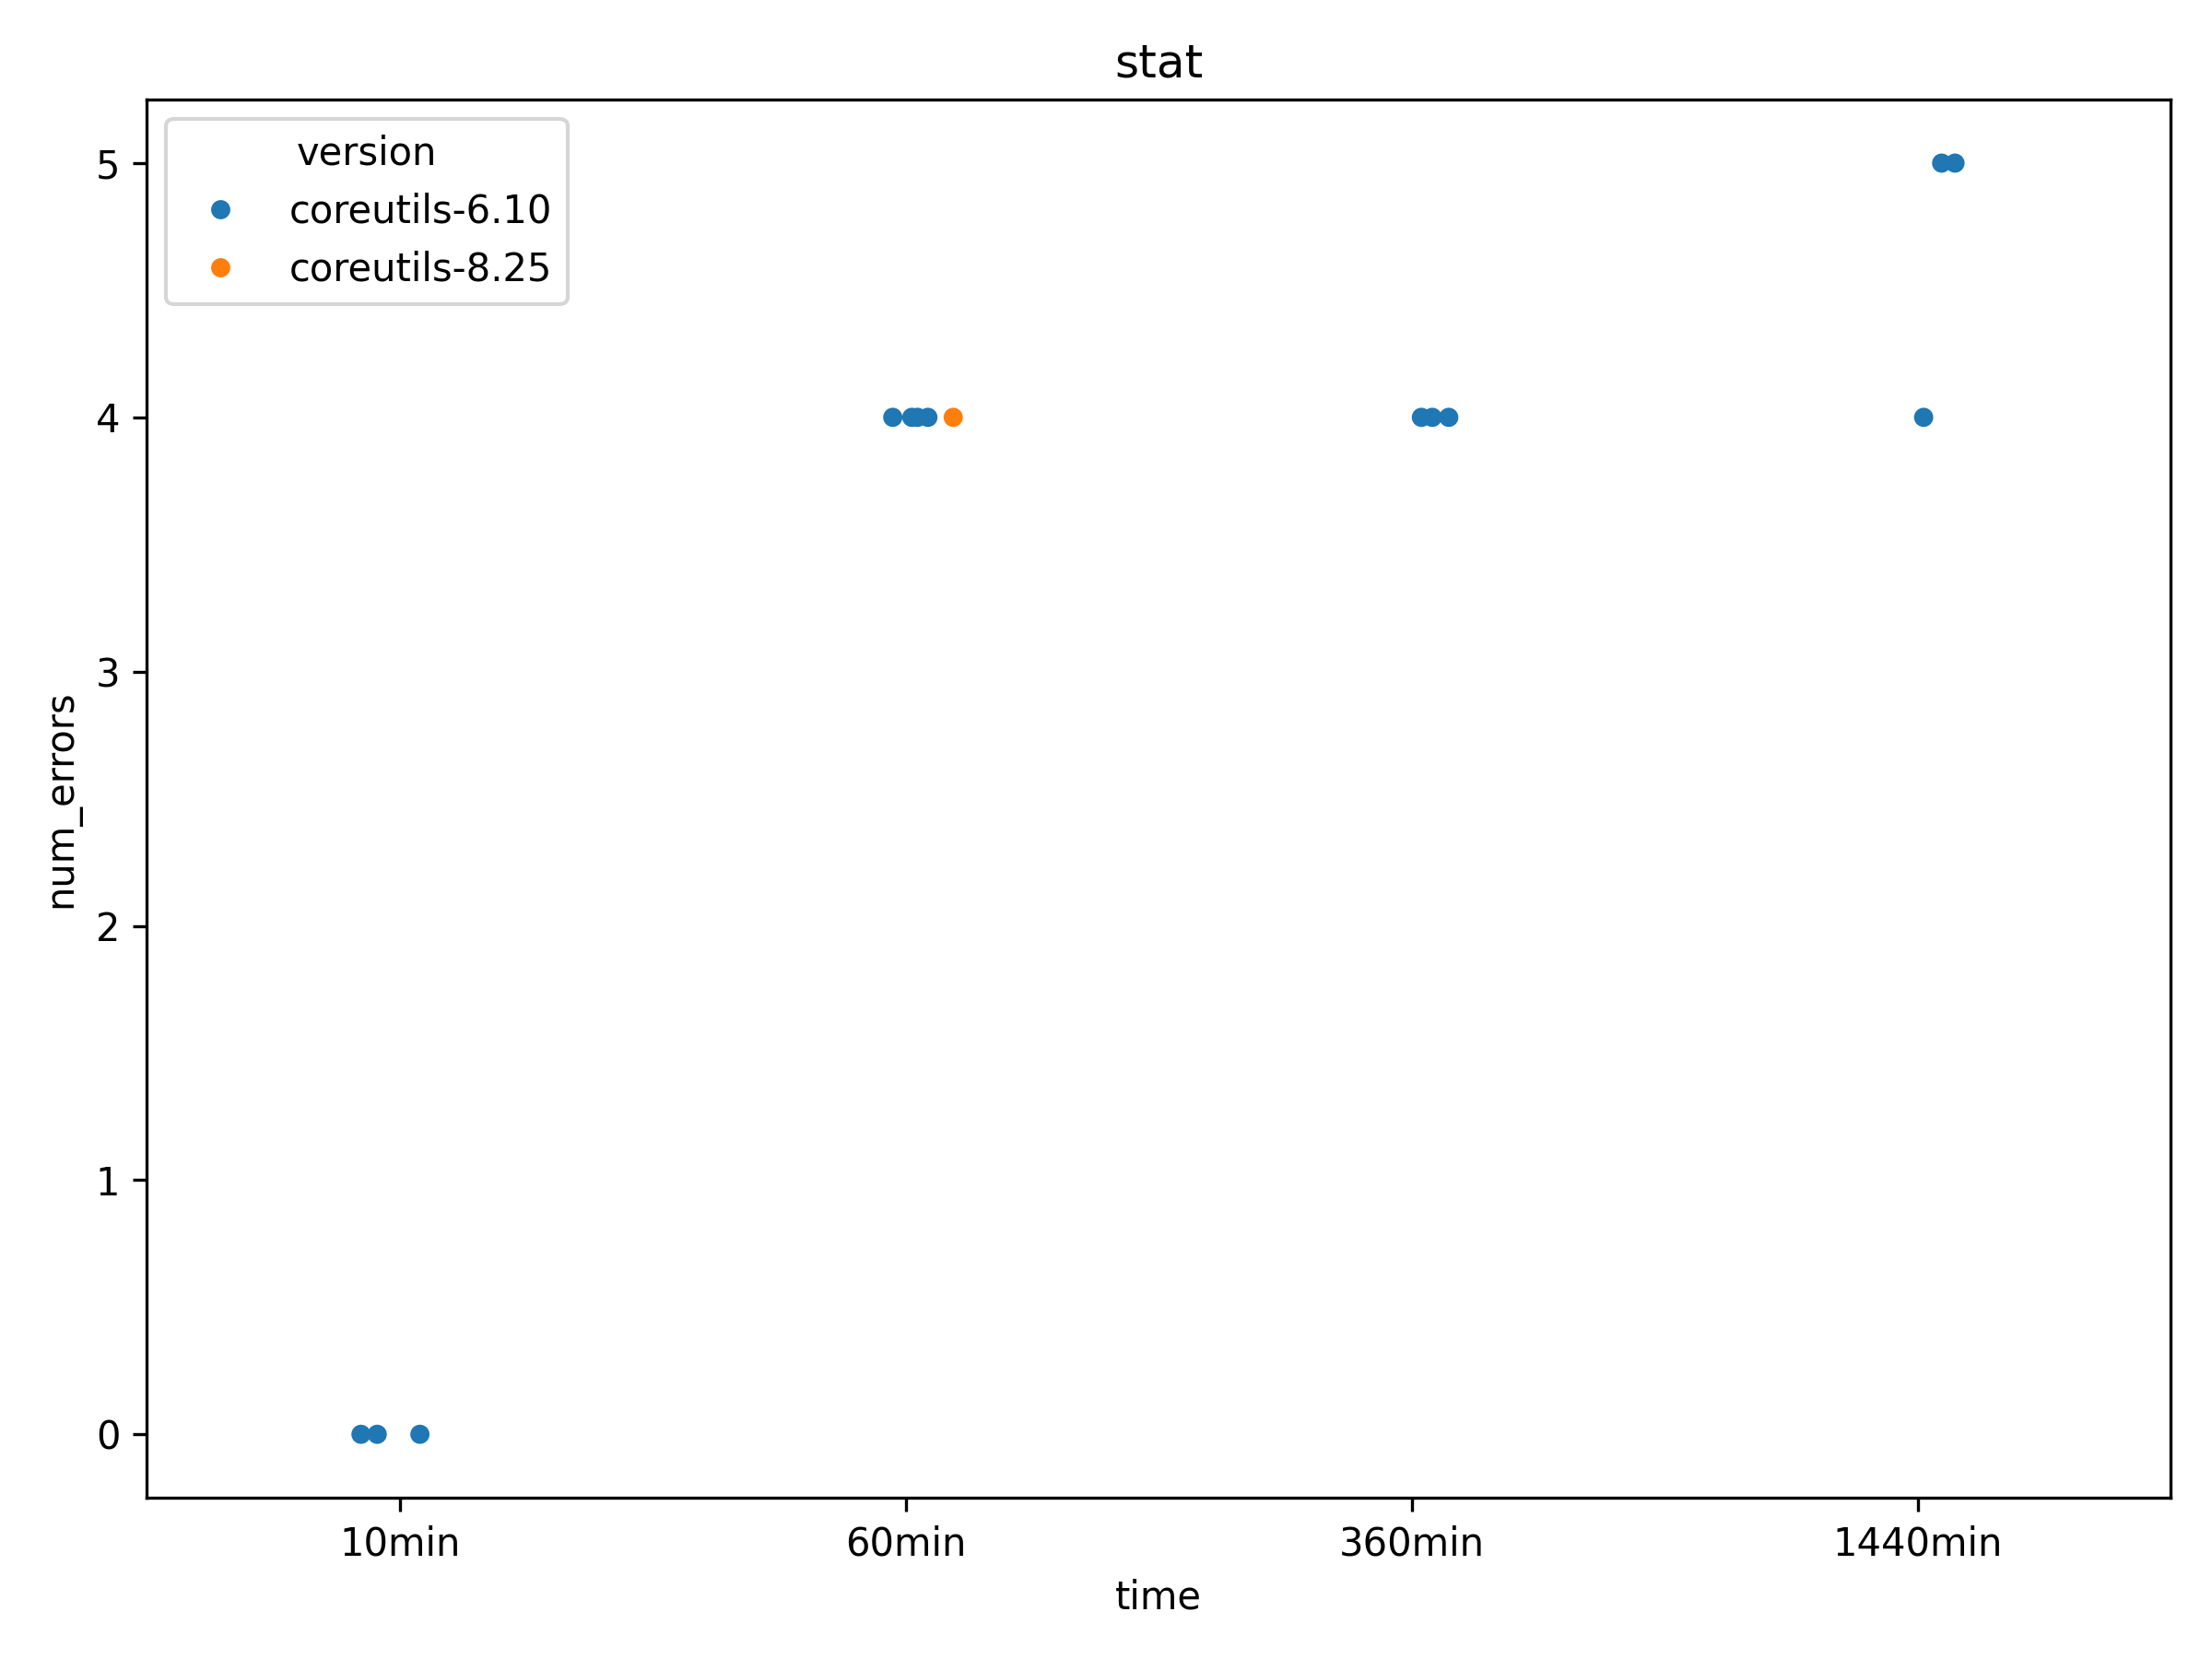 stat
version
coreutils-6.10
coreutils-8.25
num_errors
5
4
3
2
1
0
10min
60min
360min
1440min
time